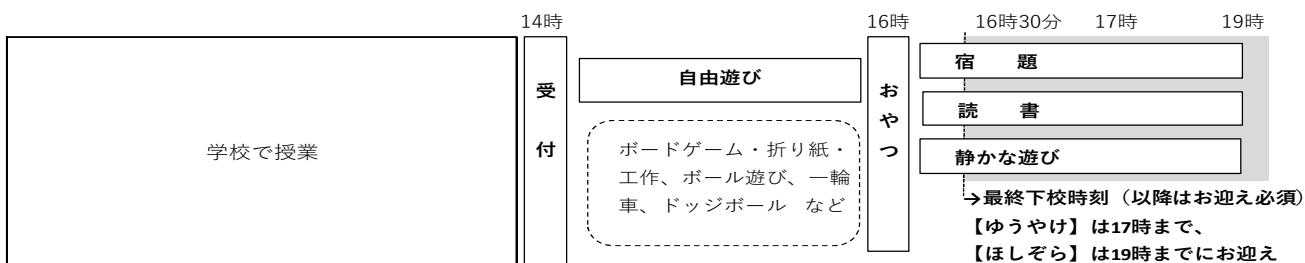 14時
16時
16時30分
17時
19時
学校で授業
受付
自由遊び
ボードゲーム・折り紙・
工作、ボール遊び、一輪
車、ドッジボール など
おやつ
宿 題
読 書
静かな遊び
→最終下校時刻（以降はお迎え必須）
【ゆうやけ】は17時まで、
【ほしぞら】は19時までにお迎え